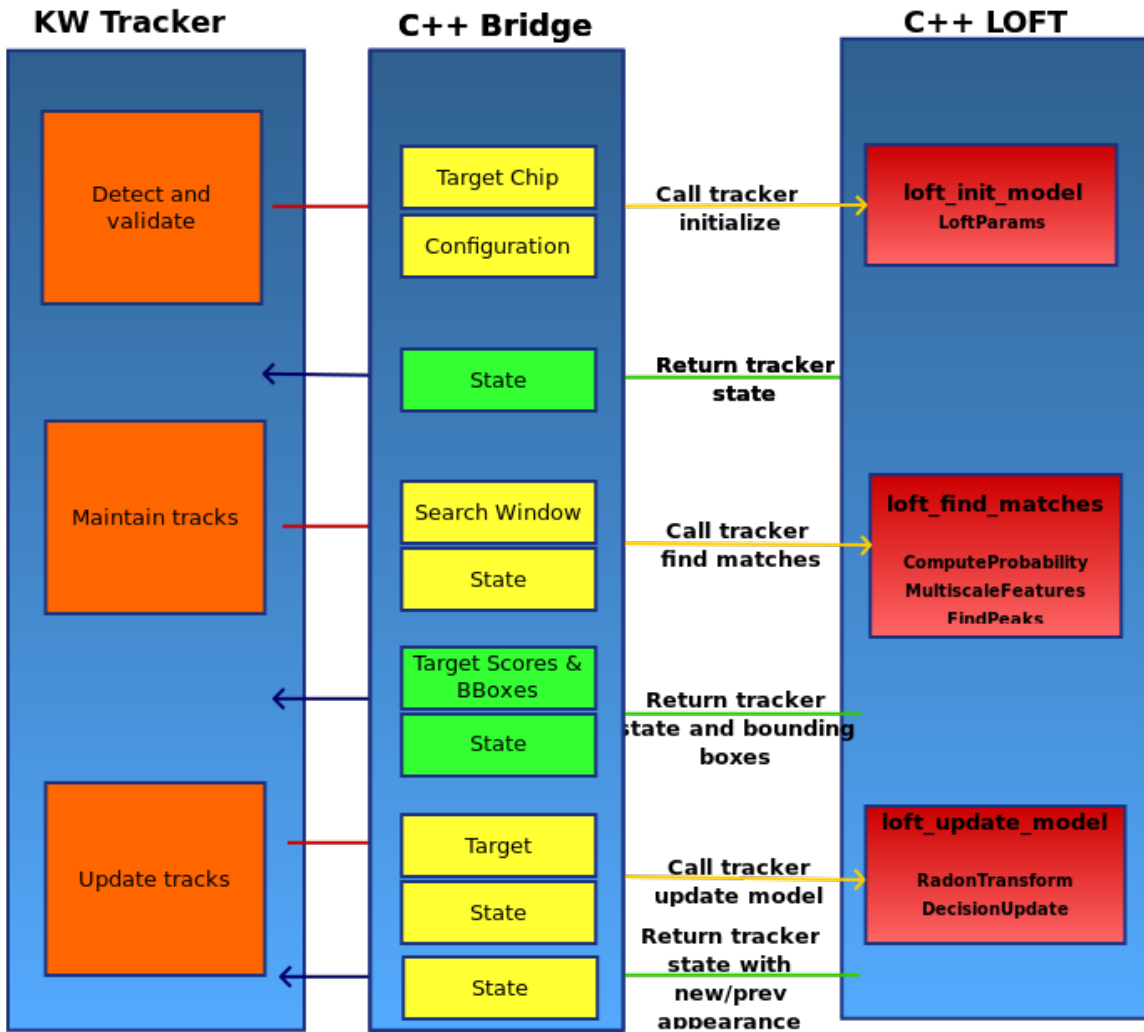 KW Tracker
C++ Bridge
C++ LOFT
Detect and
validate
Target Chip
Configuration
Call tracker
initialize
loft_init_model
LoftParams
State
Return tracker
state
Maintain tracks
Search Window
State
Call tracker
find matches
loft_find_matches
ComputeProbability
MultiscaleFeatures
FindPeaks
Target Scores &
BBoxes
State
Return tracker
state and bounding
boxes
Update tracks
Target
State
Call tracker
update model
loft_update_model
RadonTransform
DecisionUpdate
State
Return tracker
state with
new/prev
appearance